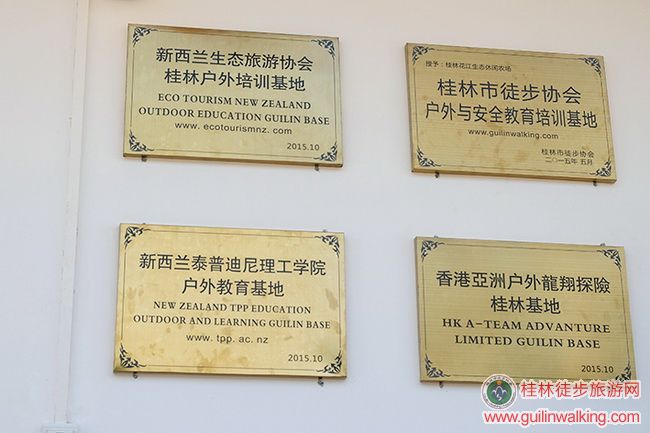 新西兰生态旅游协会
桂林户外培训基地
ECO TOURISM NEW ZEALAND
OUTDOOR EDUCATION GUILIN BASE
www. ecotourismnz. com
2015.10
授予：桂林花江生态休闲农场
桂林市徒步协会
户外与安全教育培训基地
www.guilinwalking.com
桂林市徒步协会
二〇一五年 五月
新西兰泰普迪尼理工学院
户外教育基地
NEW ZEALAND TPP EDUCATION
OUTDOOR AND LEARNING GUILIN BASE
www. tpp. ac. nz
2015.10
香港亞洲户外龍翔探險
桂林基地
HK A-TEAM ADVANTURE
LIMITED GUILIN BASE
2015.10
桂林徒步旅游网
www.guilinwalking.com